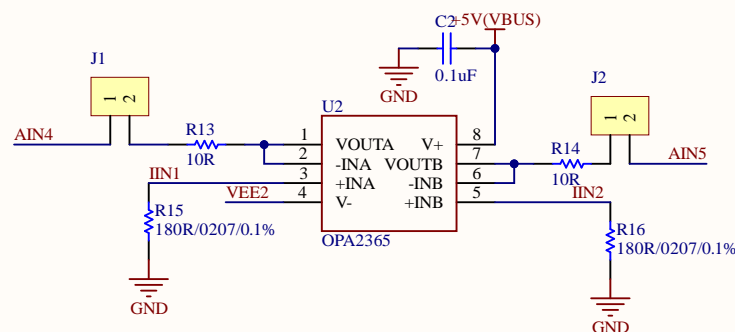 C2
+5V(VBUS)
0.1uF
GND
J1
1
2
AIN4
R13
10R
U2
1
2
3
4
VOUTA
-INA
+INA
V-
V+
VOUTB
-INB
+INB
8
7
6
5
OPA2365
J2
1
2
R14
10R
AIN5
IIN1
VEE2
R15
180R/0207/0.1%
GND
IIN2
R16
180R/0207/0.1%
GND